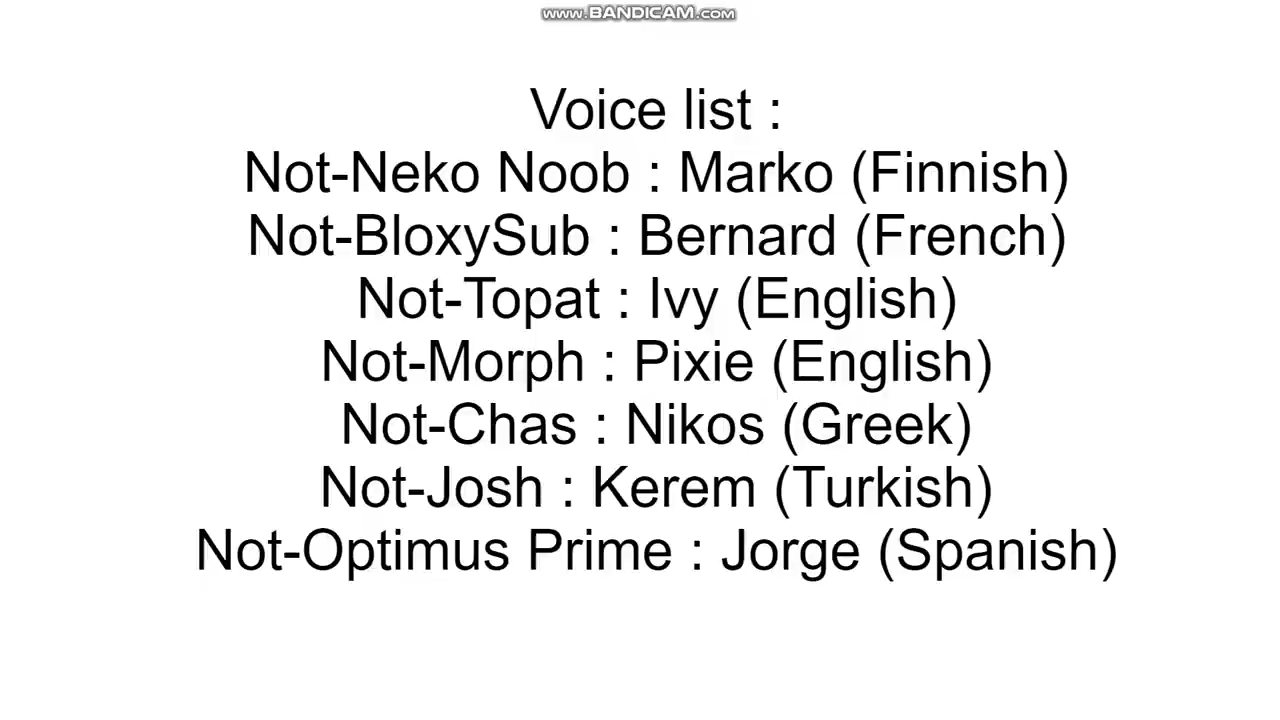 www.BANDICAM.com
Voice list :
Not-Neko Noob : Marko (Finnish)
Not-BloxySub : Bernard (French)
Not-Topat : Ivy (English)
Not-Morph : Pixie (English)
Not-Chas : Nikos (Greek)
Not-Josh : Kerem (Turkish)
Not-Optimus Prime : Jorge (Spanish)